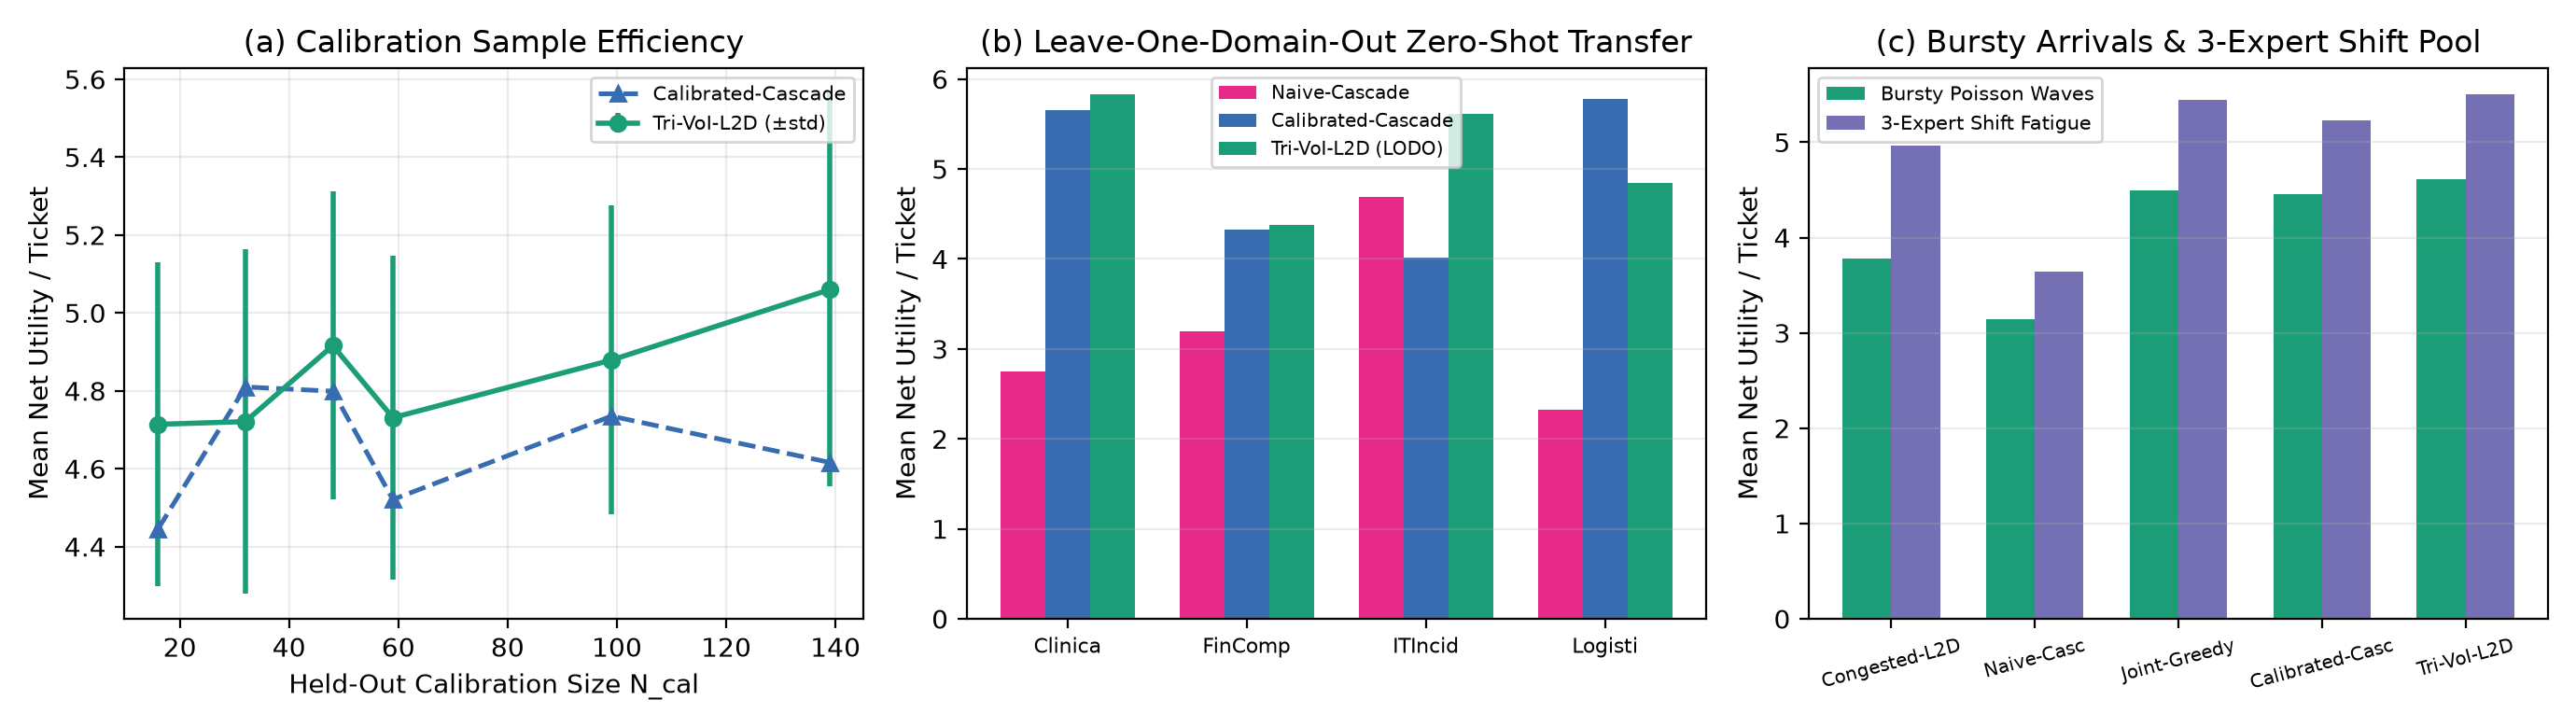 (a) Calibration Sample Efficiency
Mean Net Utility / Ticket
5.6
5.4
5.2
5.0
4.8
4.6
4.4
Calibrated-Cascade
Tri-VoI-L2D (±std)
20 40 60 80 100 120 140
Held-Out Calibration Size N_cal
(b) Leave-One-Domain-Out Zero-Shot Transfer
Mean Net Utility / Ticket
6
5
4
3
2
1
0
Naive-Cascade
Calibrated-Cascade
Tri-VoI-L2D (LODO)
Clinica FinComp ITIncid Logisti
(c) Bursty Arrivals & 3-Expert Shift Pool
Mean Net Utility / Ticket
5
4
3
2
1
0
Bursty Poisson Waves
3-Expert Shift Fatigue
Congested-L2D Naive-Casc Joint-Greedy Calibrated-Casc Tri-VoI-L2D